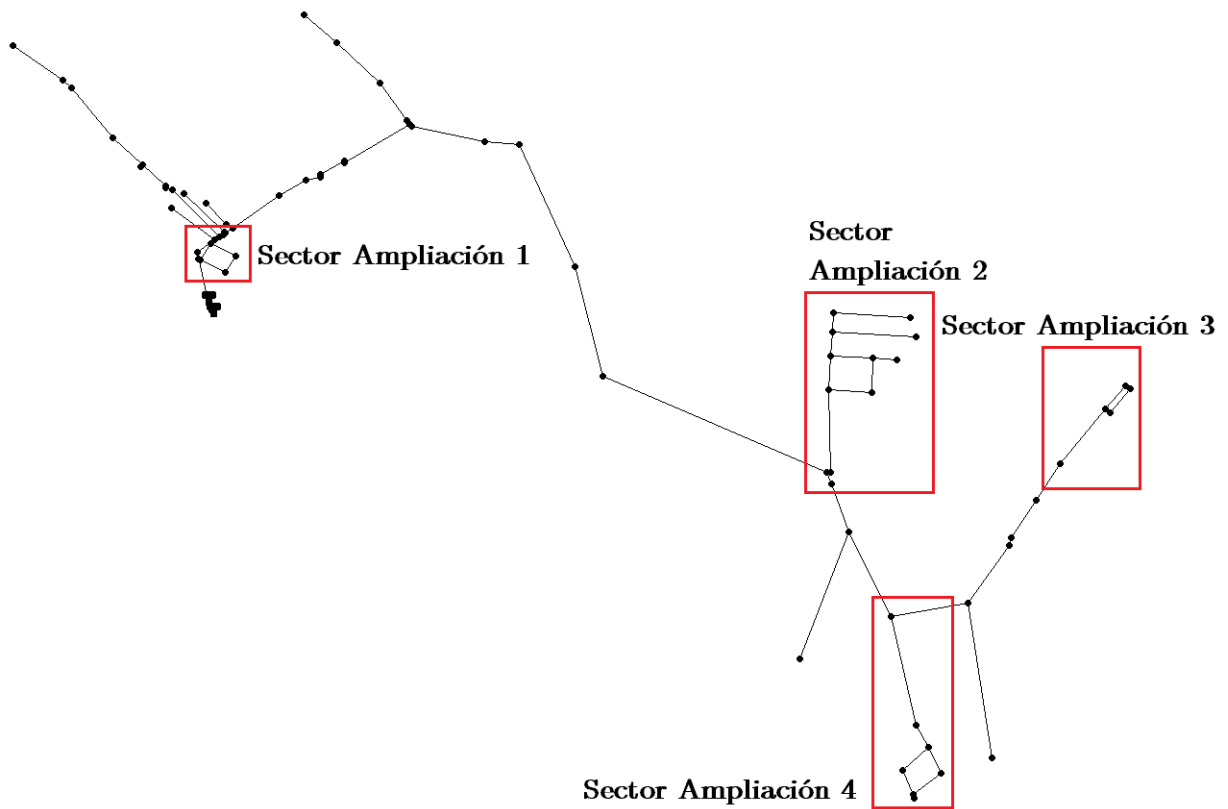 Sector Ampliación 1
Sector
Ampliación 2
Sector Ampliación 3
Sector Ampliación 4